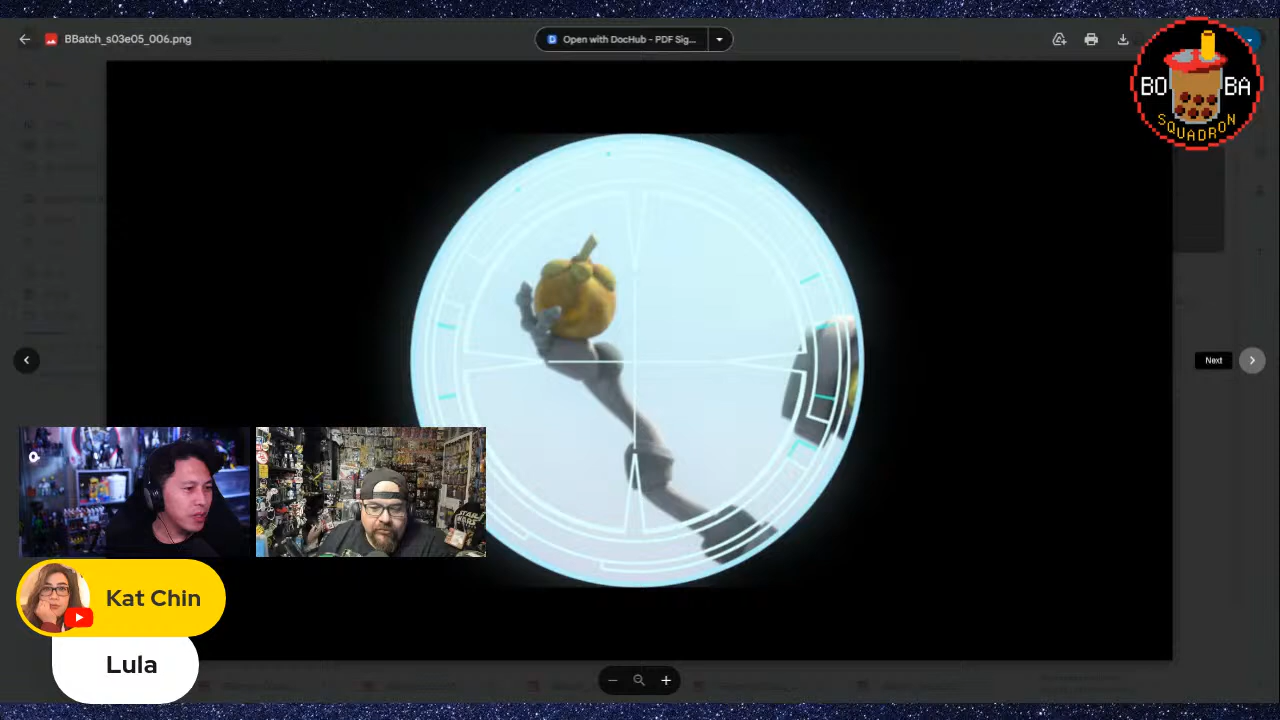 BBatch_s03e05_006.png
Open with DocHub - PDF Sig...
BO BA
SQUADRON
Next
Kat Chin
Lula